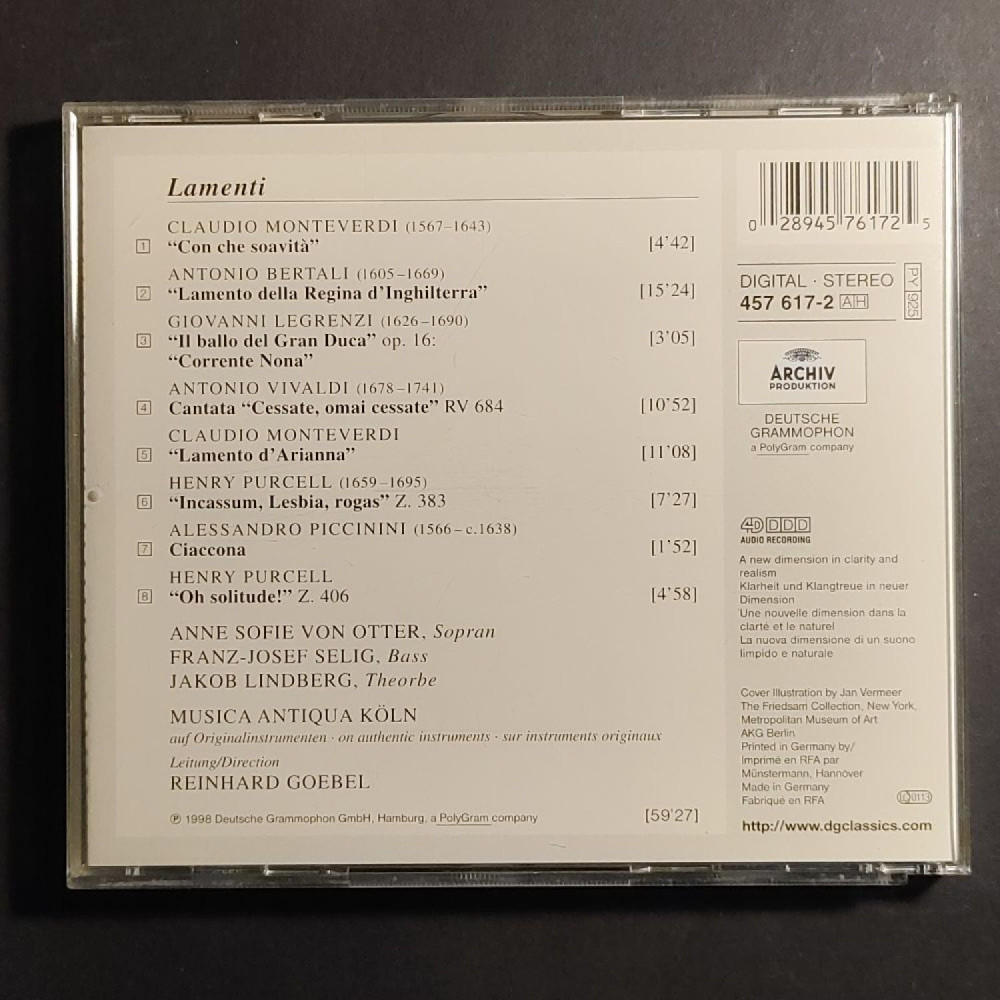 Lamenti
CLAUDIO MONTEVERDI (1567–1643)
1 “Con che soavità” [4'42]
ANTONIO BERTALI (1605–1669)
2 “Lamento della Regina d'Inghilterra” [15'24]
GIOVANNI LEGRENZI (1626–1690)
3 “Il ballo del Gran Duca” op. 16: [3'05]
“Corrente Nona”
ANTONIO VIVALDI (1678–1741)
4 Cantata “Cessate, omai cessate” RV 684 [10'52]
CLAUDIO MONTEVERDI
5 “Lamento d'Arianna” [11'08]
HENRY PURCELL (1659–1695)
6 “Incassum, Lesbia, rogas” Z. 383 [7'27]
ALESSANDRO PICCININI (1566–c.1638)
7 Ciaccona [1'52]
HENRY PURCELL
8 “Oh solitude!” Z. 406 [4'58]
ANNE SOFIE VON OTTER, Sopran
FRANZ-JOSEF SELIG, Bass
JAKOB LINDBERG, Theorbe
MUSICA ANTIQUA KÖLN
auf Originalinstrumenten · on authentic instruments · sur instruments originaux
Leitung/Direction
REINHARD GOEBEL
℗ 1998 Deutsche Grammophon GmbH, Hamburg, a PolyGram company [59'27]
0 28945 76172 5
DIGITAL · STEREO
457 617-2 AH
PY 925
ARCHIV
PRODUKTION
DEUTSCHE
GRAMMOPHON
a PolyGram company
4D DDD
AUDIO RECORDING
A new dimension in clarity and
realism
Klarheit und Klangtreue in neuer
Dimension
Une nouvelle dimension dans la
clarté et le naturel
La nuova dimensione di un suono
limpido e naturale
Cover Illustration by Jan Vermeer
The Friedsam Collection, New York,
Metropolitan Museum of Art
AKG Berlin
Printed in Germany by/
Imprimé en RFA par
Münstermann, Hannover
Made in Germany
Fabriqué en RFA
http://www.dgclassics.com